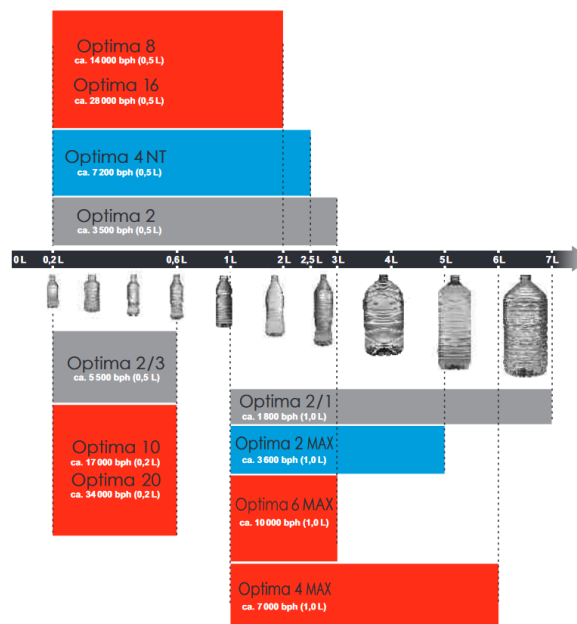 Optima 8
ca. 14 000 bph (0,5 L)
Optima 16
ca. 28 000 bph (0,5 L)
Optima 4 NT
ca. 7 200 bph (0,5 L)
Optima 2
ca. 3 500 bph (0,5 L)
0 L 0,2 L 0,6 L 1 L 2 L 2,5 L 3 L 4 L 5 L 6 L 7 L
Optima 2/3
ca. 5 500 bph (0,5 L)
Optima 10
ca. 17 000 bph (0,2 L)
Optima 20
ca. 34 000 bph (0,2 L)
Optima 2/1
ca. 1 800 bph (1,0 L)
Optima 2 MAX
ca. 3 600 bph (1,0 L)
Optima 6 MAX
ca. 10 000 bph (1,0 L)
Optima 4 MAX
ca. 7 000 bph (1,0 L)